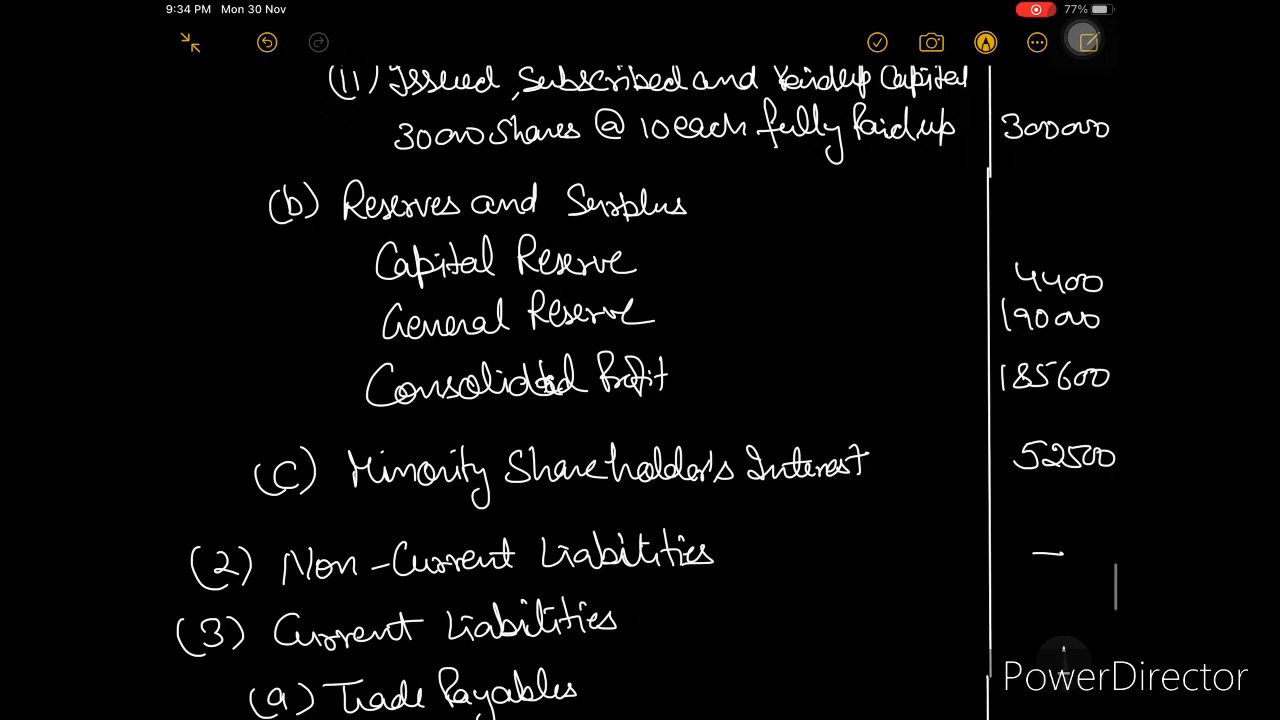 9:34 PM Mon 30 Nov 77%
(ii) Issued, Subscribed and Paidup Capital
30000 Shares @ 10 each fully Paid up 300000
(b) Reserves and Surplus
Capital Reserve 4400
General Reserve 190000
Consolidated Profit 185600
(C) Minority Shareholder's Interest 52500
(2) Non-Current Liabilities —
(3) Current Liabilities
(a) Trade Payables
PowerDirector